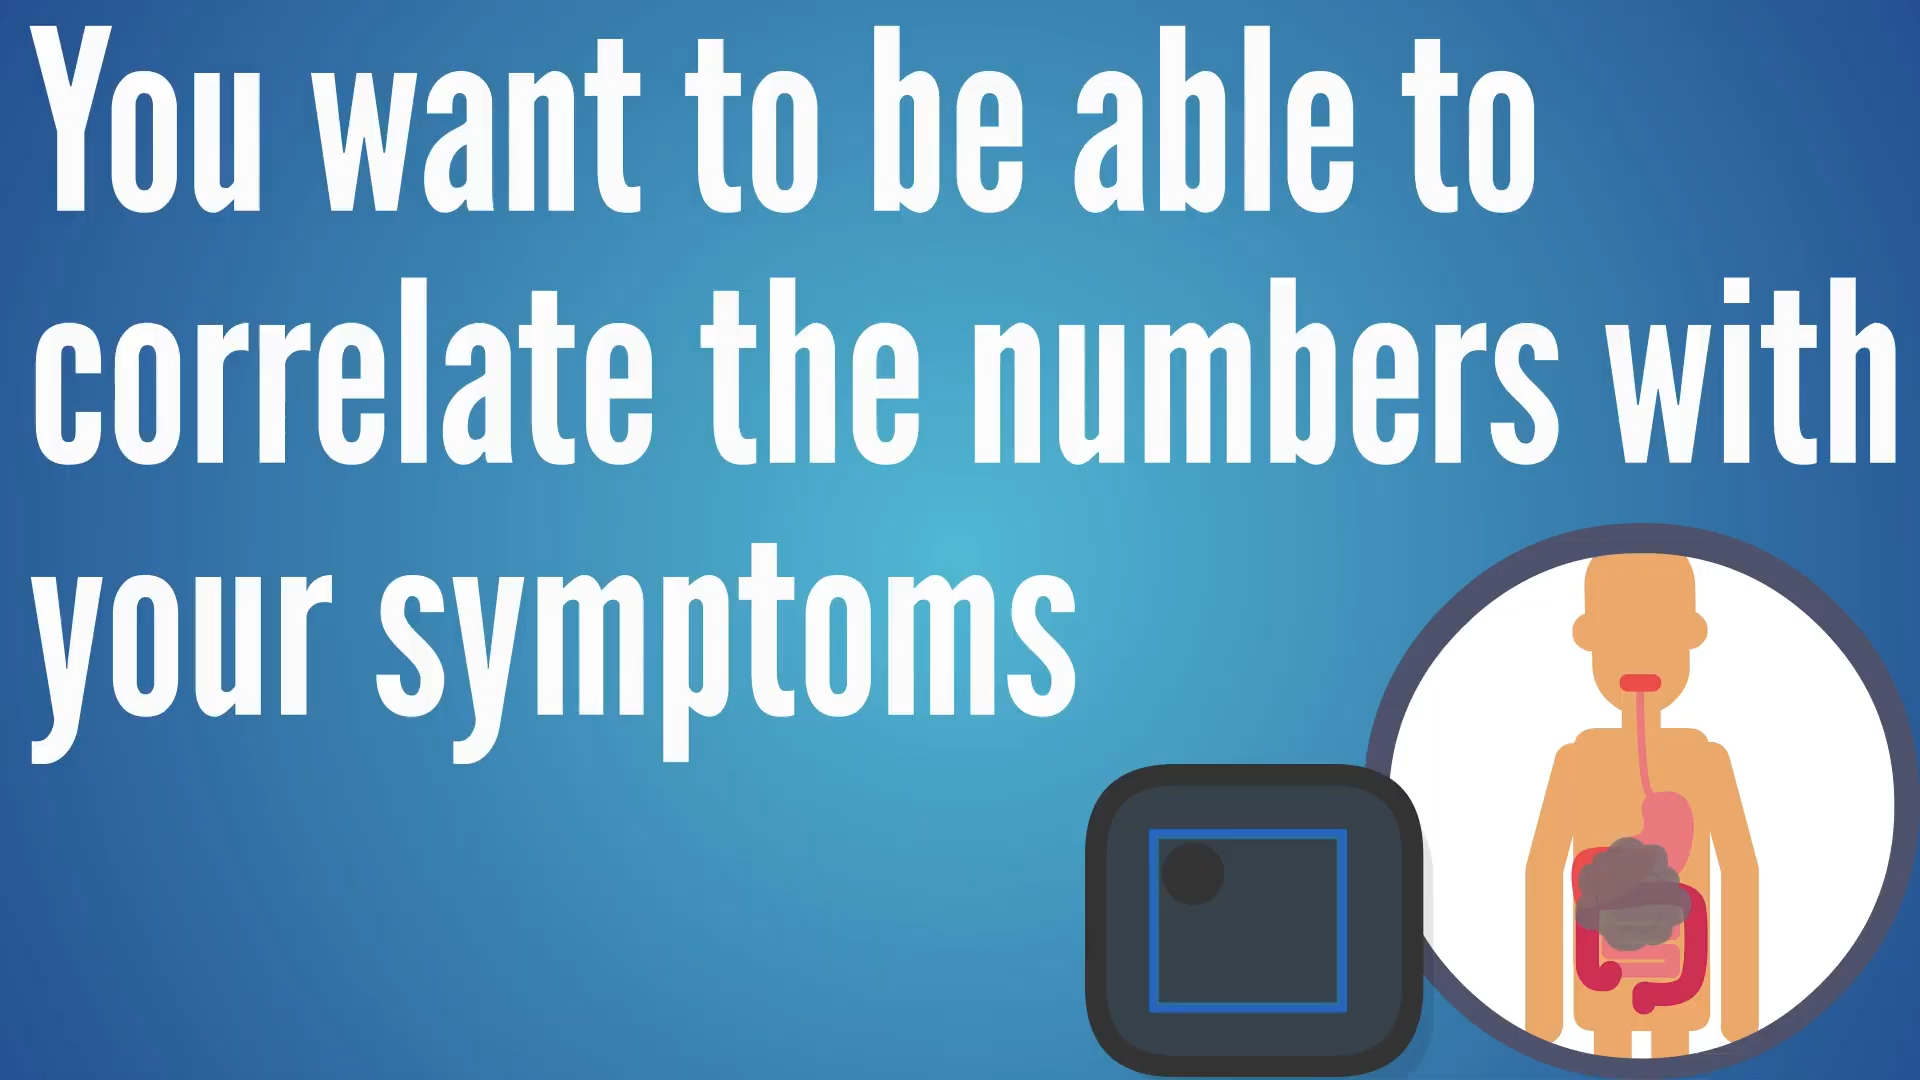 You want to be able to
correlate the numbers with
your symptoms